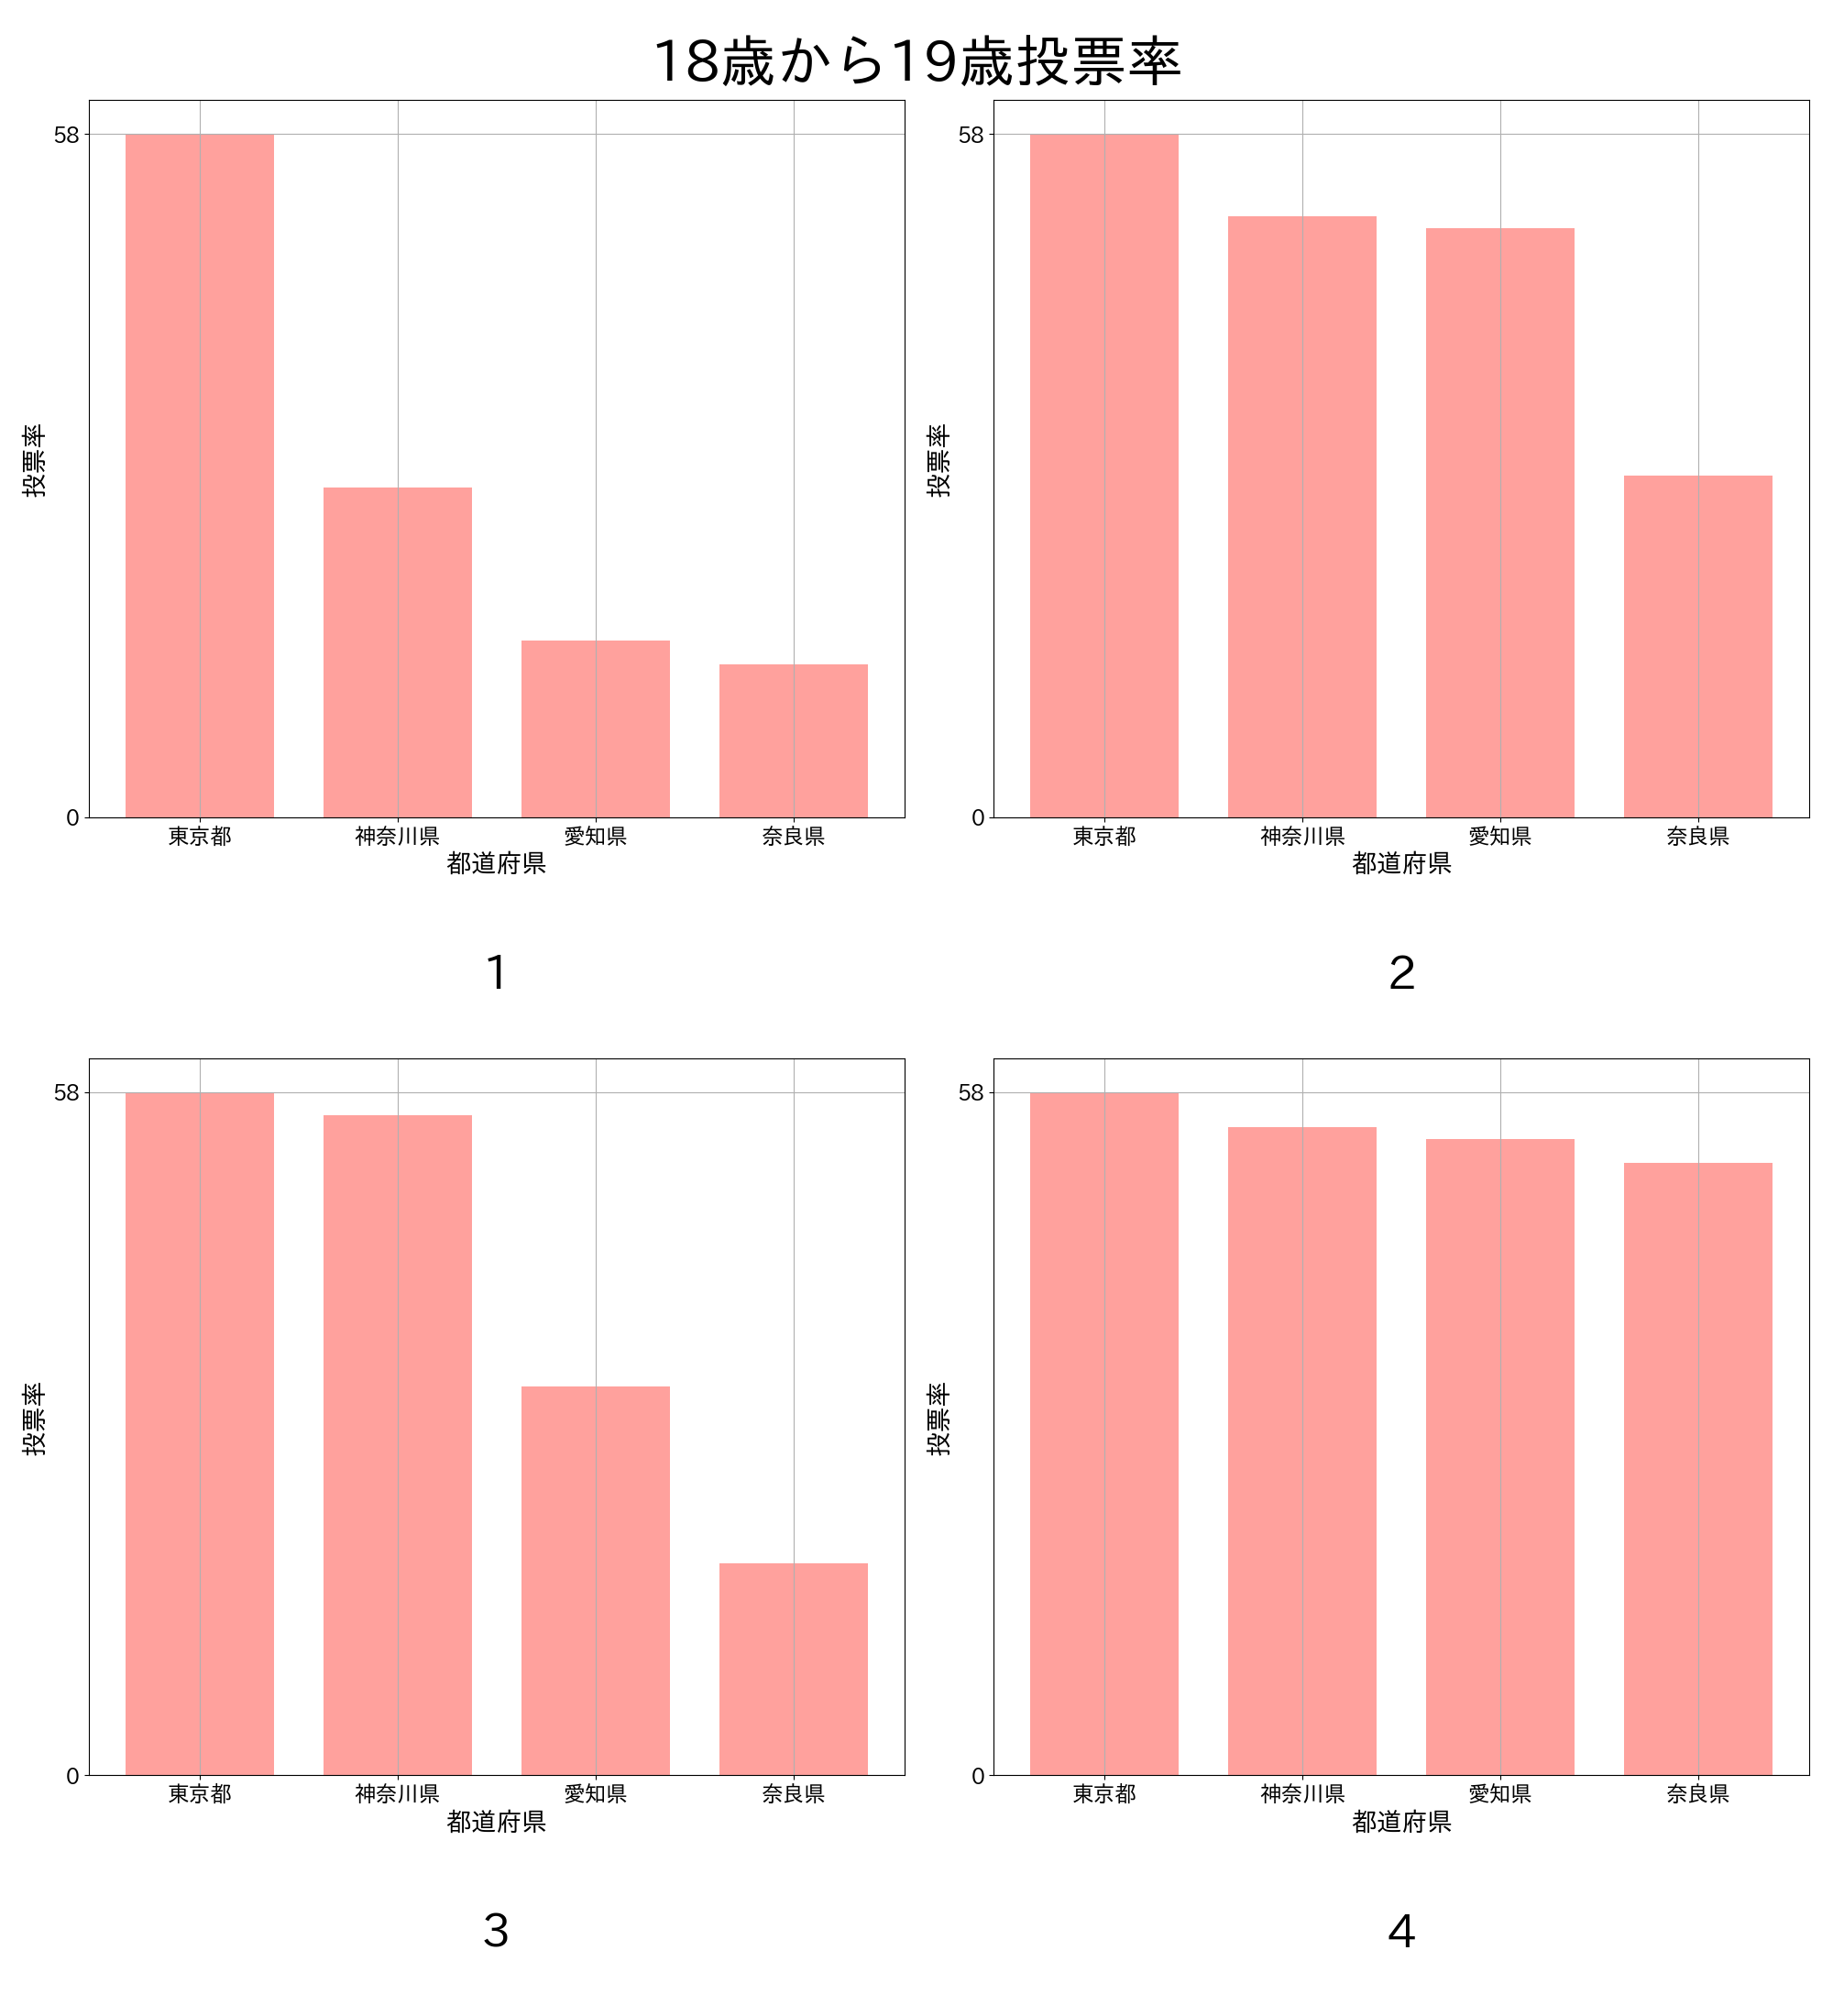 18歳から19歳投票率
58
0
投票率
東京都 神奈川県 愛知県 奈良県
都道府県
1
58
0
投票率
東京都 神奈川県 愛知県 奈良県
都道府県
2
58
0
投票率
東京都 神奈川県 愛知県 奈良県
都道府県
3
58
0
投票率
東京都 神奈川県 愛知県 奈良県
都道府県
4